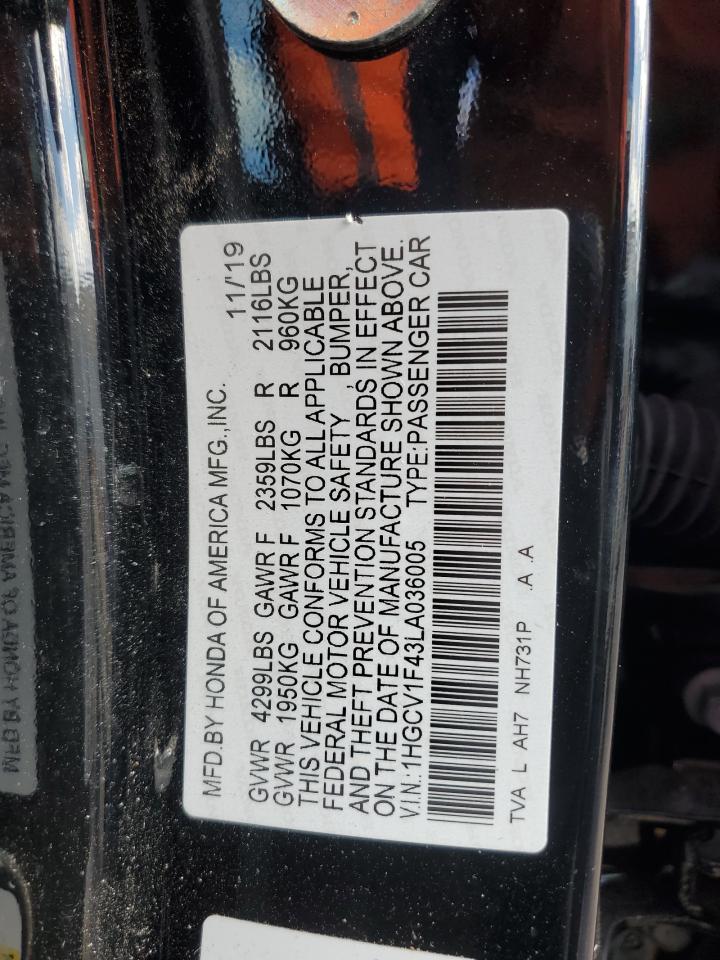 MFD.BY HONDA OF AMERICA MFG.,INC. 11/'19
GVWR 4299LBS GAWR F 2359LBS R 2116LBS
GVWR 1950KG GAWR F 1070KG R 960KG
THIS VEHICLE CONFORMS TO ALL APPLICABLE
FEDERAL MOTOR VEHICLE SAFETY , BUMPER,
AND THEFT PREVENTION STANDARDS IN EFFECT
ON THE DATE OF MANUFACTURE SHOWN ABOVE.
V.I.N.:1HGCV1F43LA036005 TYPE:PASSENGER CAR
TVA L AH7 NH731P .A .A